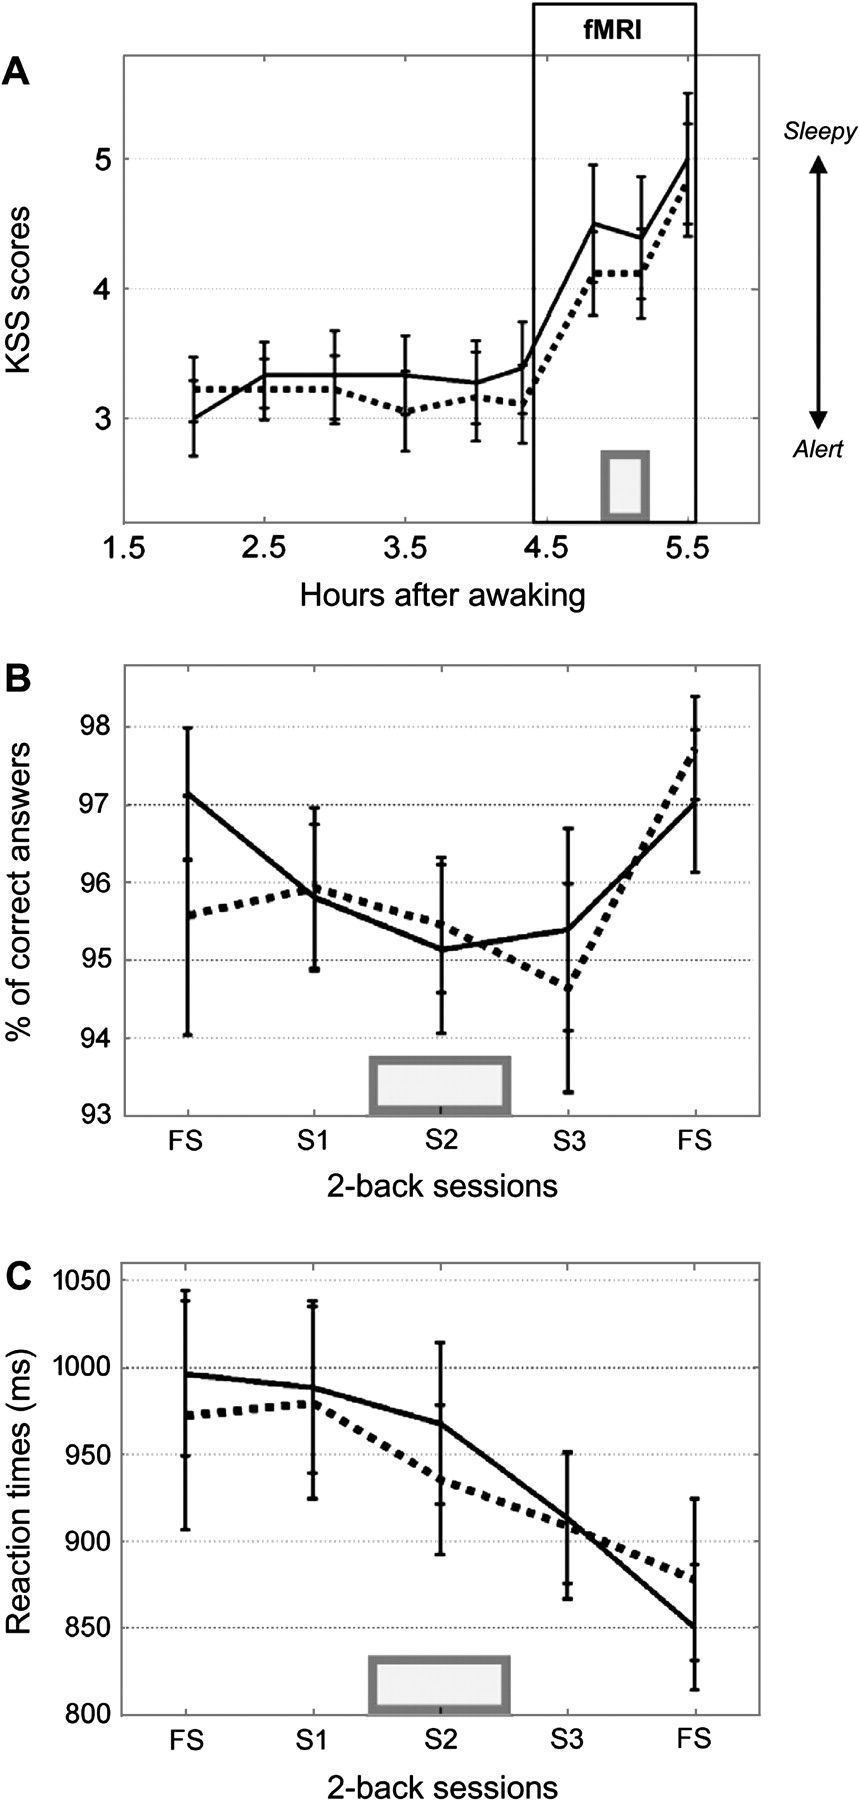 fMRI
A
Sleepy
5
KSS scores
4
3
Alert
1.5 2.5 3.5 4.5 5.5
Hours after awaking
B
98
97
% of correct answers
96
95
94
93
FS S1 S2 S3 FS
2-back sessions
C
1050
1000
Reaction times (ms)
950
900
850
800
FS S1 S2 S3 FS
2-back sessions